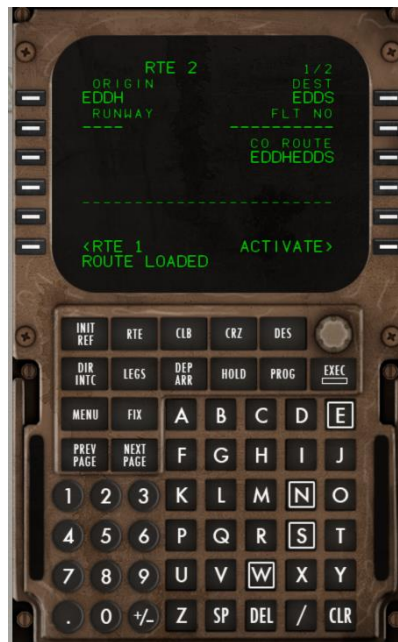 RTE 2 1/2
ORIGIN DEST
EDDH EDDS
RUNWAY FLT NO
---- ----------
CO ROUTE
EDDHEDDS
------------------------
<RTE 1 ACTIVATE>
ROUTE LOADED
INIT REF RTE CLB CRZ DES
DIR INTC LEGS DEP ARR HOLD PROG EXEC
MENU FIX A B C D E
PREV PAGE NEXT PAGE F G H I J
1 2 3 K L M N O
4 5 6 P Q R S T
7 8 9 U V W X Y
. 0 +/- Z SP DEL / CLR